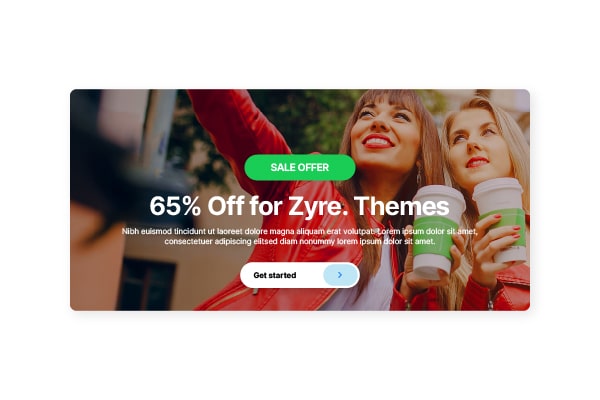 SALE OFFER
65% Off for Zyre. Themes
Nibh euismod tincidunt ut laoreet dolore magna aliquam erat volutpat.Lorem ipsum dolor sit amet,
consectetuer adipiscing elitsed diam nonummy lorem ipsum dolor sit amet.
Get started